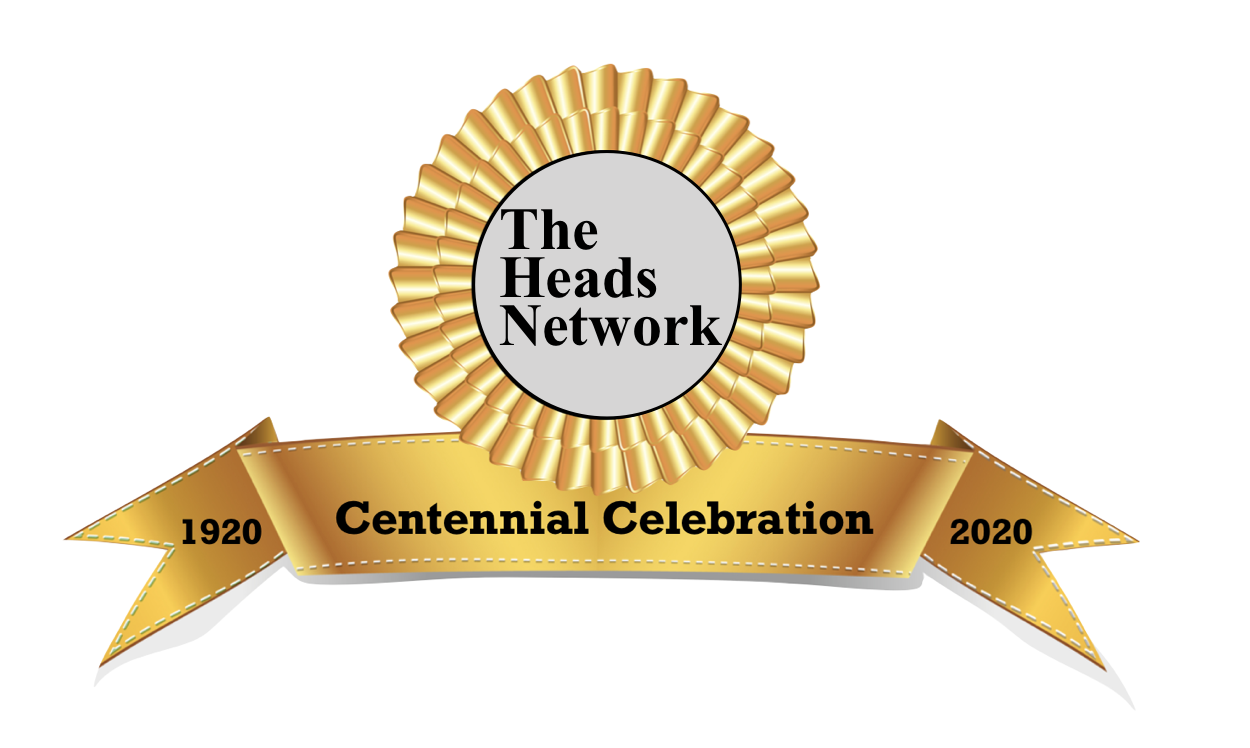 The
Heads
Network
Centennial Celebration
1920
2020